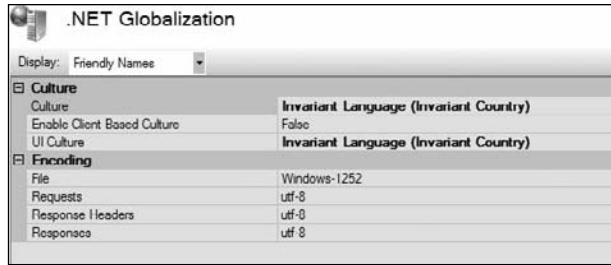 .NET Globalization
Display: Friendly Names
Culture
Culture Invariant Language (Invariant Country)
Enable Client Based Culture False
UI Culture Invariant Language (Invariant Country)
Encoding
File Windows-1252
Requests utf-8
Response Headers utf-8
Responses utf-8